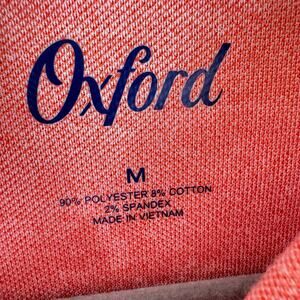 Oxford
M
90% POLYESTER 8% COTTON
2% SPANDEX
MADE IN VIETNAM